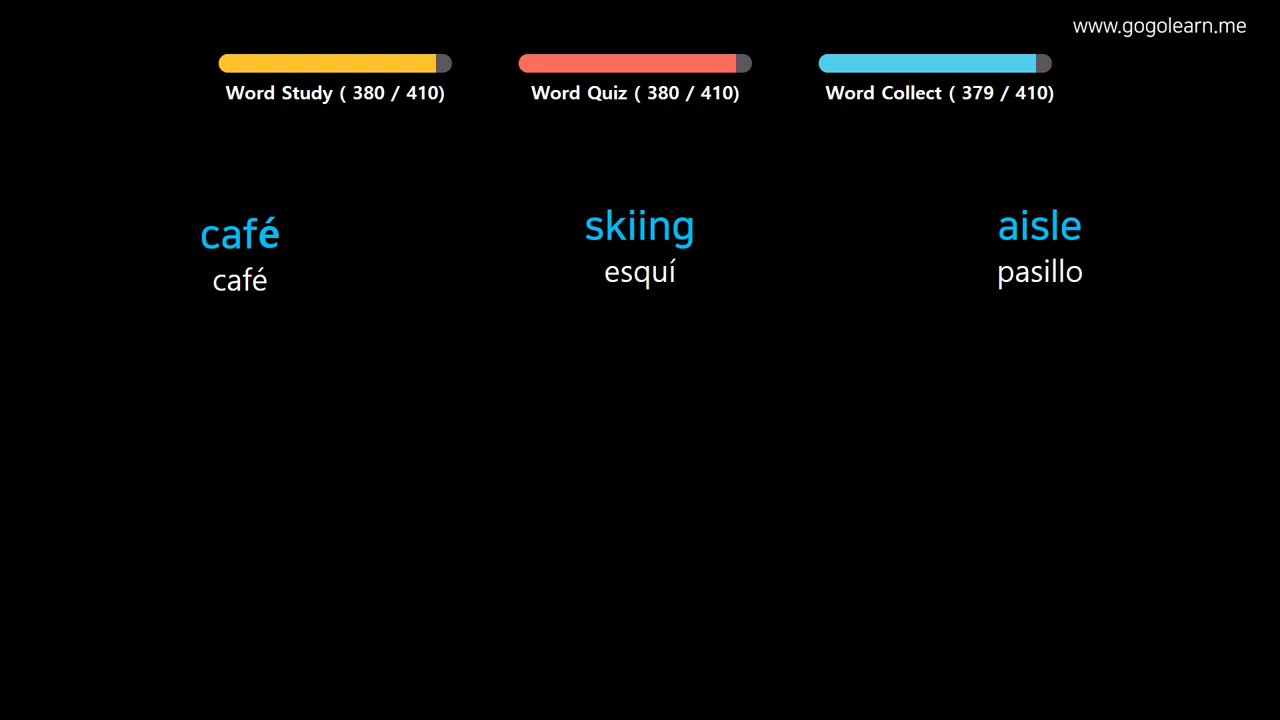 www.gogolearn.me
Word Study ( 380 / 410)
Word Quiz ( 380 / 410)
Word Collect ( 379 / 410)
café
café
skiing
esquí
aisle
pasillo